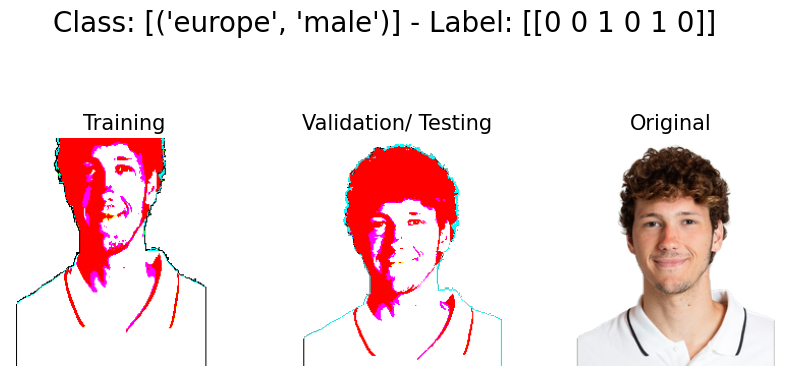 Class: [('europe', 'male')] - Label: [[0 0 1 0 1 0]]
Training
Validation/ Testing
Original